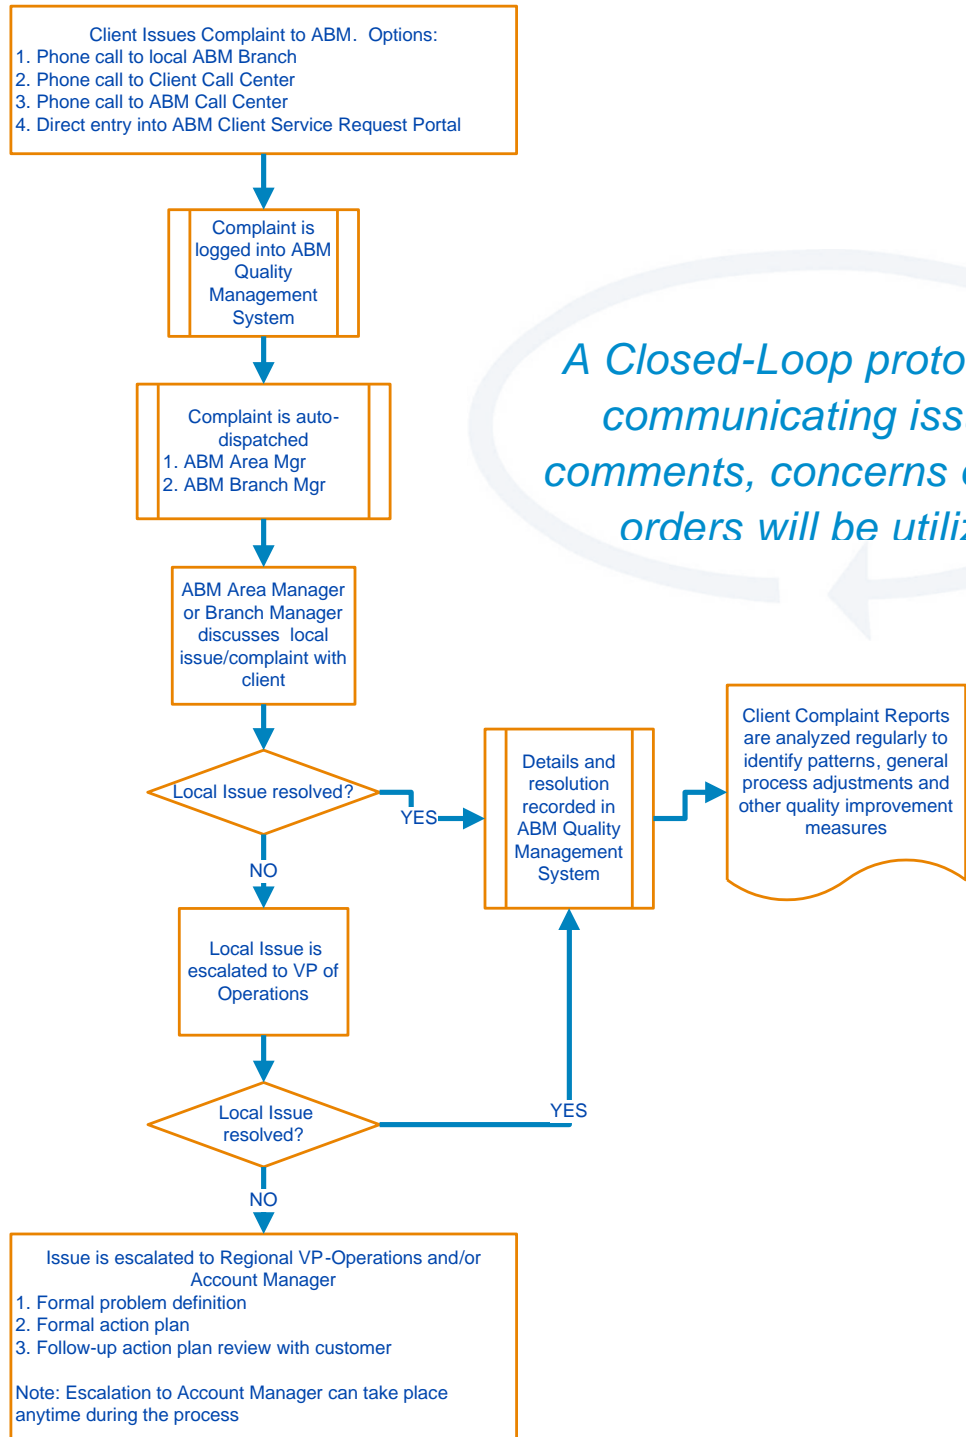 Client Issues Complaint to ABM.  Options:
1. Phone call to local ABM Branch
2. Phone call to Client Call Center
3. Phone call to ABM Call Center
4. Direct entry into ABM Client Service Request Portal
Complaint is
logged into ABM
Quality
Management
System
A Closed-Loop proto
communicating iss
comments, concerns
orders will be utiliz
Complaint is auto-
dispatched
1. ABM Area Mgr
2. ABM Branch Mgr
ABM Area Manager
or Branch Manager
discusses  local
issue/complaint with
client
Local Issue resolved?
YES
NO
Details and
resolution
recorded in
ABM Quality
Management
System
Client Complaint Reports
are analyzed regularly to
identify patterns, general
process adjustments and
other quality improvement
measures
Local Issue is
escalated to VP of
Operations
Local Issue
resolved?
YES
NO
Issue is escalated to Regional VP-Operations and/or
Account Manager
1. Formal problem definition
2. Formal action plan
3. Follow-up action plan review with customer
Note: Escalation to Account Manager can take place
anytime during the process